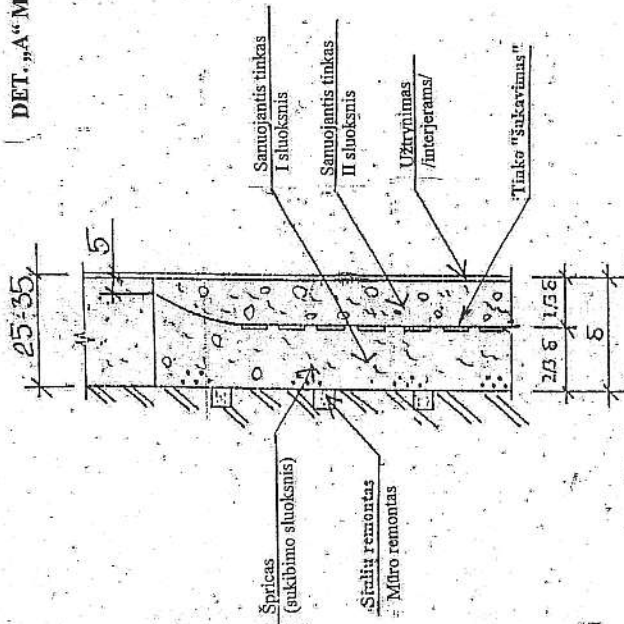 DET. „A“ M
25÷35
5
Sanuojantis tinkas
I sluoksnis
Sanuojantis tinkas
II sluoksnis
Užtrynimas
/interjerams/
Tinko "šukavimas"
Špricas
(sukibimo sluoksnis)
Siūlių remontas
Mūro remontas
2/3 δ
1/3 δ
δ